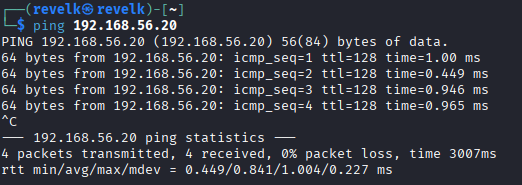 ┌──(revelk㉿revelk)-[~]
└─$ ping 192.168.56.20
PING 192.168.56.20 (192.168.56.20) 56(84) bytes of data.
64 bytes from 192.168.56.20: icmp_seq=1 ttl=128 time=1.00 ms
64 bytes from 192.168.56.20: icmp_seq=2 ttl=128 time=0.449 ms
64 bytes from 192.168.56.20: icmp_seq=3 ttl=128 time=0.946 ms
64 bytes from 192.168.56.20: icmp_seq=4 ttl=128 time=0.965 ms
^C
--- 192.168.56.20 ping statistics ---
4 packets transmitted, 4 received, 0% packet loss, time 3007ms
rtt min/avg/max/mdev = 0.449/0.841/1.004/0.227 ms